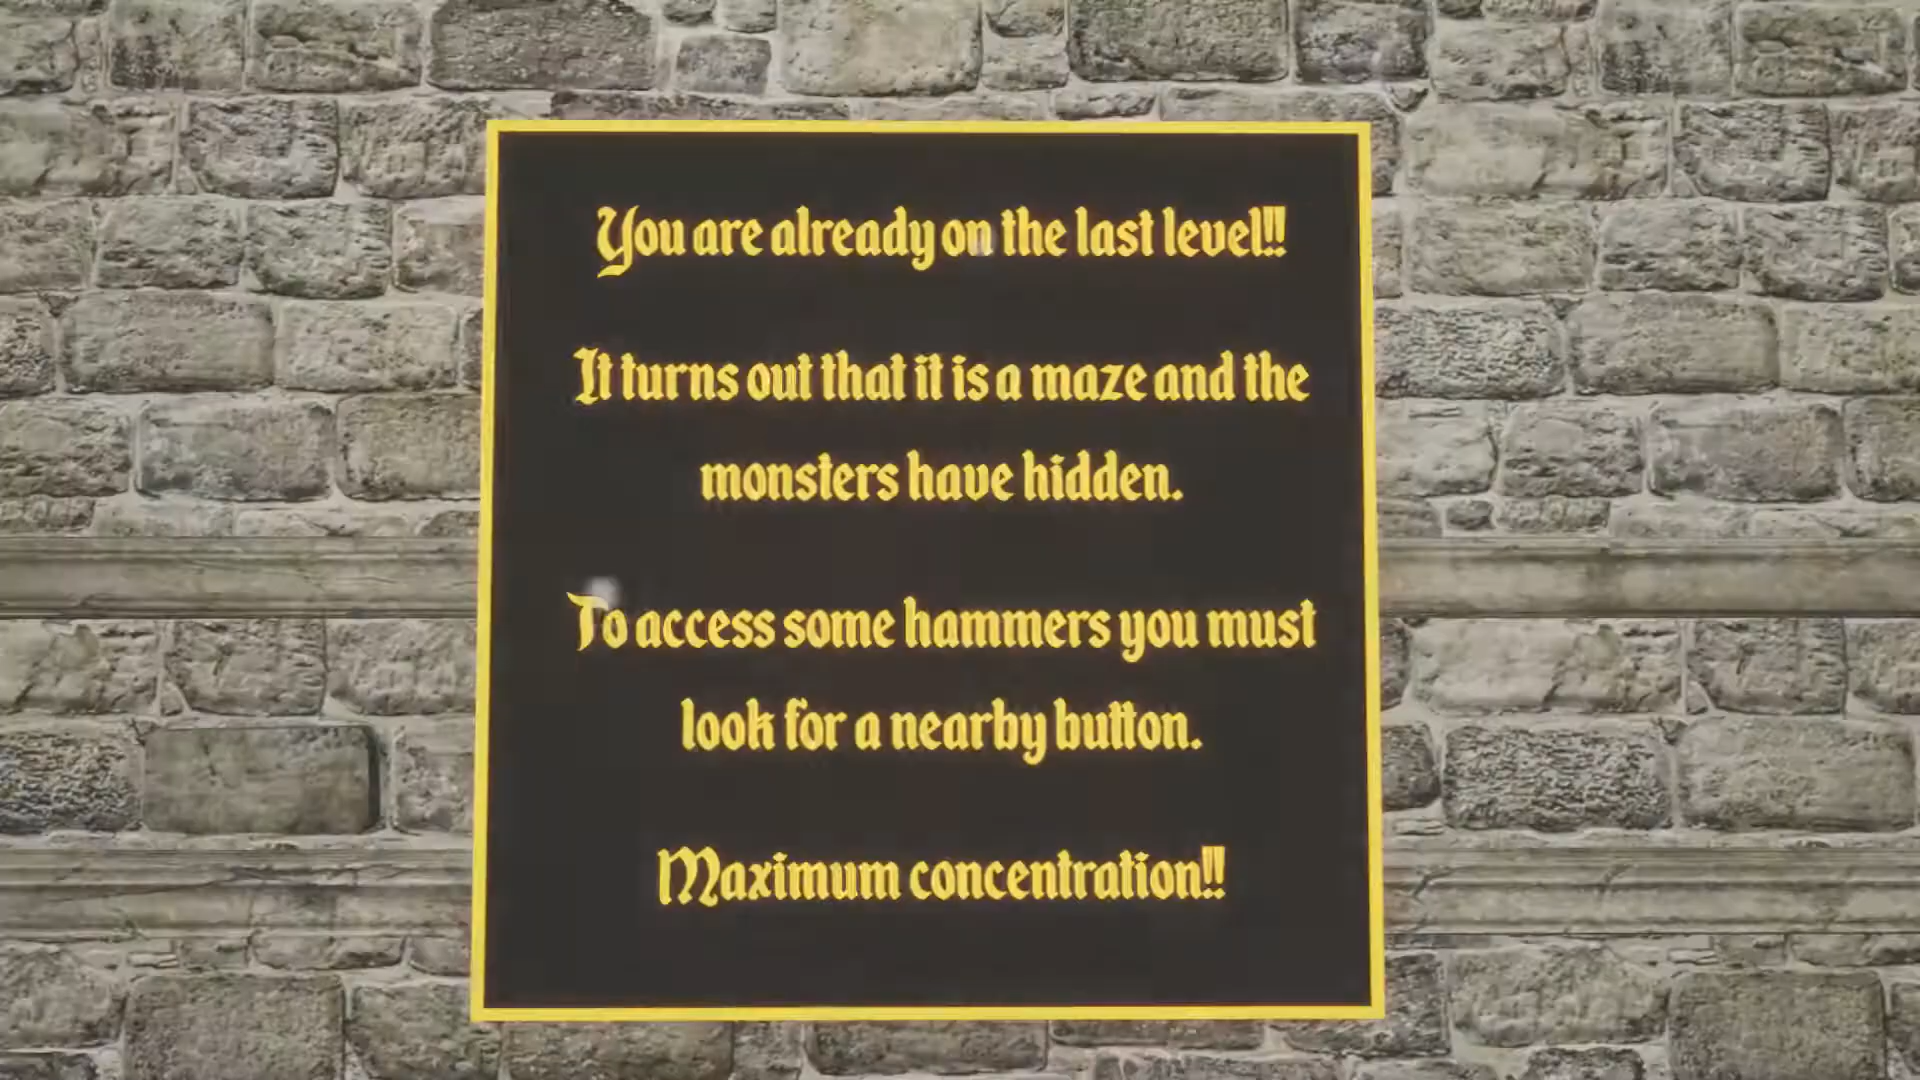 You are already on the last level!!
It turns out that it is a maze and the
monsters have hidden.
To access some hammers you must
look for a nearby button.
Maximum concentration!!